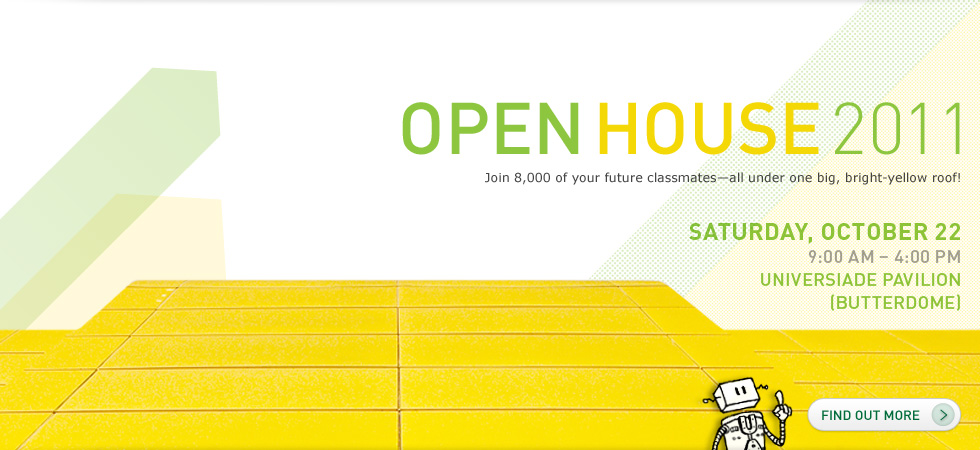 OPEN HOUSE 2011
Join 8,000 of your future classmates—all under one big, bright-yellow roof!
SATURDAY, OCTOBER 22
9:00 AM – 4:00 PM
UNIVERSIADE PAVILION
(BUTTERDOME)
FIND OUT MORE